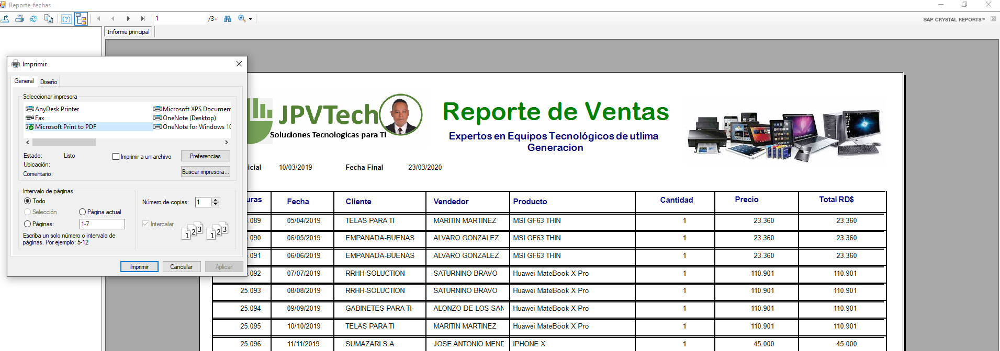 Reporte_fechas
1 /3+
SAP CRYSTAL REPORTS®
Informe principal
Imprimir
General Diseño
Seleccionar impresora
AnyDesk Printer
Fax
Microsoft Print to PDF
Microsoft XPS Documen
OneNote (Desktop)
OneNote for Windows 10
Estado: Listo
Ubicación:
Comentario:
Imprimir a un archivo
Preferencias
Buscar impresora...
Intervalo de páginas
Todo
Selección Página actual
Páginas: 1-7
Escriba un solo número o intervalo de
páginas. Por ejemplo: 5-12
Número de copias: 1
Intercalar
1 2 3 1 2 3
Imprimir Cancelar Aplicar
JPVTech
Soluciones Tecnologicas para Ti
Reporte de Ventas
Expertos en Equipos Tecnológicos de utlima
Generacion
icial 10/03/2019 Fecha Final 23/03/2020
uras Fecha Cliente Vendedor Producto Cantidad Precio Total RD$
.089 05/04/2019 TELAS PARA TI MARITIN MARTINEZ MSI GF63 THIN 1 23.360 23.360
.090 06/05/2019 EMPANADA-BUENAS ALVARO GONZALEZ MSI GF63 THIN 1 23.360 23.360
.091 06/06/2019 EMPANADA-BUENAS ALVARO GONZALEZ MSI GF63 THIN 1 23.360 23.360
.092 07/07/2019 RRHH-SOLUCTION SATURNINO BRAVO Huawei MateBook X Pro 1 110.901 110.901
25.093 08/08/2019 RRHH-SOLUCTION SATURNINO BRAVO Huawei MateBook X Pro 1 110.901 110.901
25.094 09/09/2019 GABINETES PARA TI- ALONZO DE LOS SAN Huawei MateBook X Pro 1 110.901 110.901
25.095 10/10/2019 TELAS PARA TI MARITIN MARTINEZ Huawei MateBook X Pro 1 110.901 110.901
25.096 11/11/2019 SUMAZARI S.A JOSE ANTONIO MEND IPHONE X 1 45.000 45.000